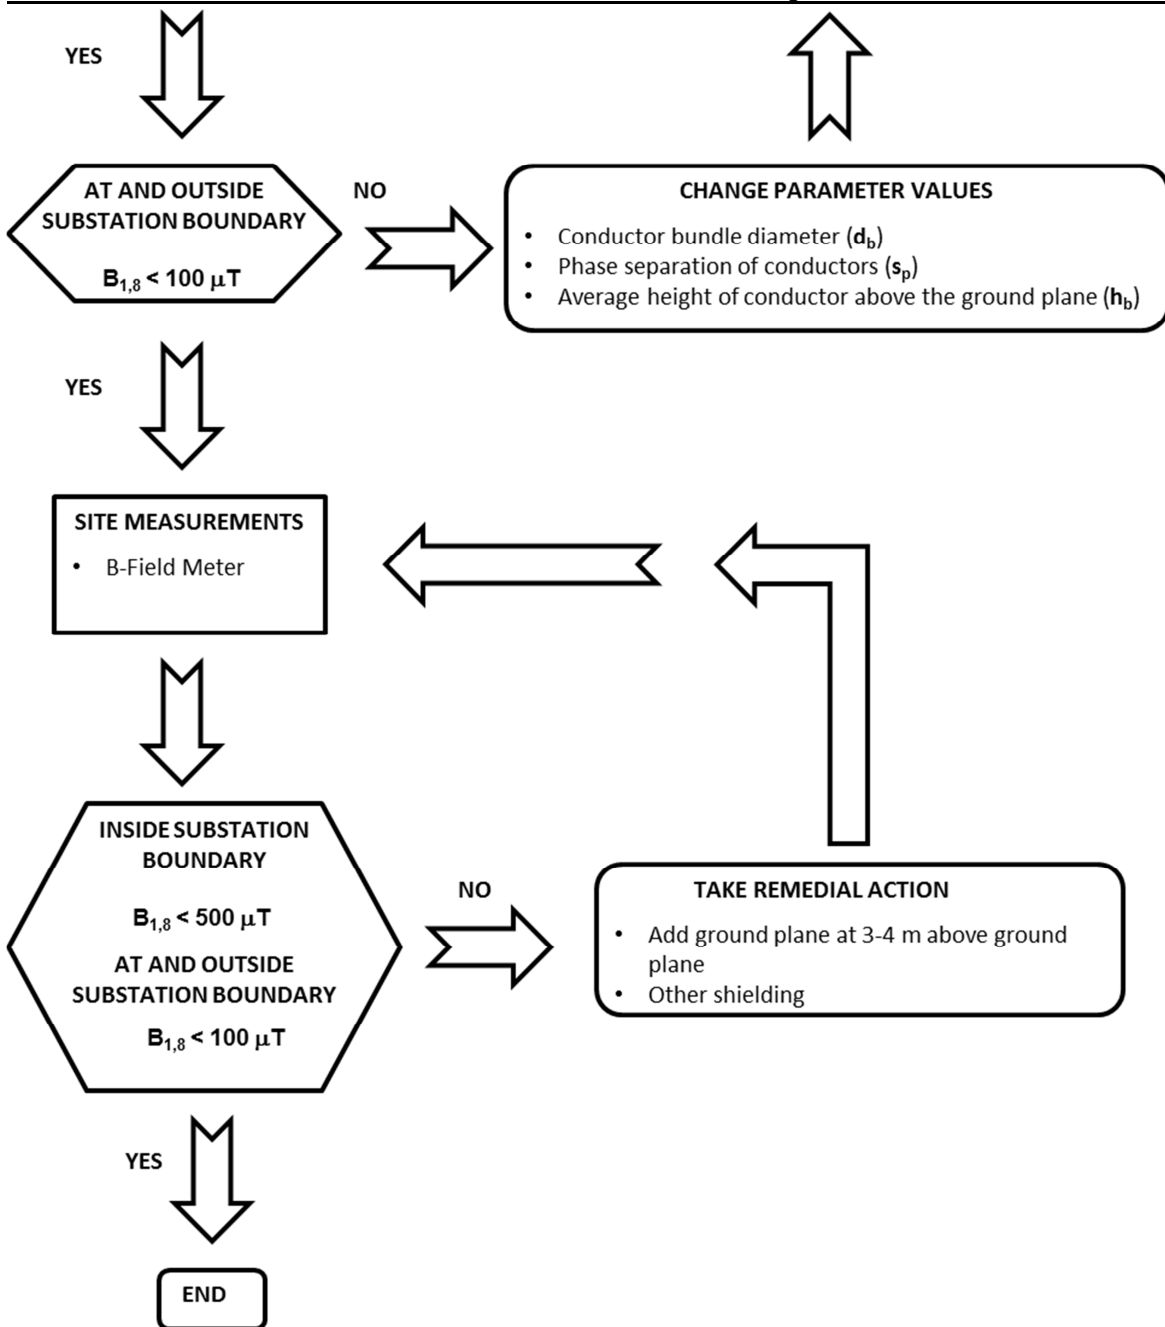 YES
AT AND OUTSIDE
SUBSTATION BOUNDARY
B1,8 < 100 μT
NO
CHANGE PARAMETER VALUES
• Conductor bundle diameter (db)
• Phase separation of conductors (sp)
• Average height of conductor above the ground plane (hb)
YES
SITE MEASUREMENTS
• B-Field Meter
INSIDE SUBSTATION
BOUNDARY
B1,8 < 500 μT
AT AND OUTSIDE
SUBSTATION BOUNDARY
B1,8 < 100 μT
NO
TAKE REMEDIAL ACTION
• Add ground plane at 3-4 m above ground
plane
• Other shielding
YES
END